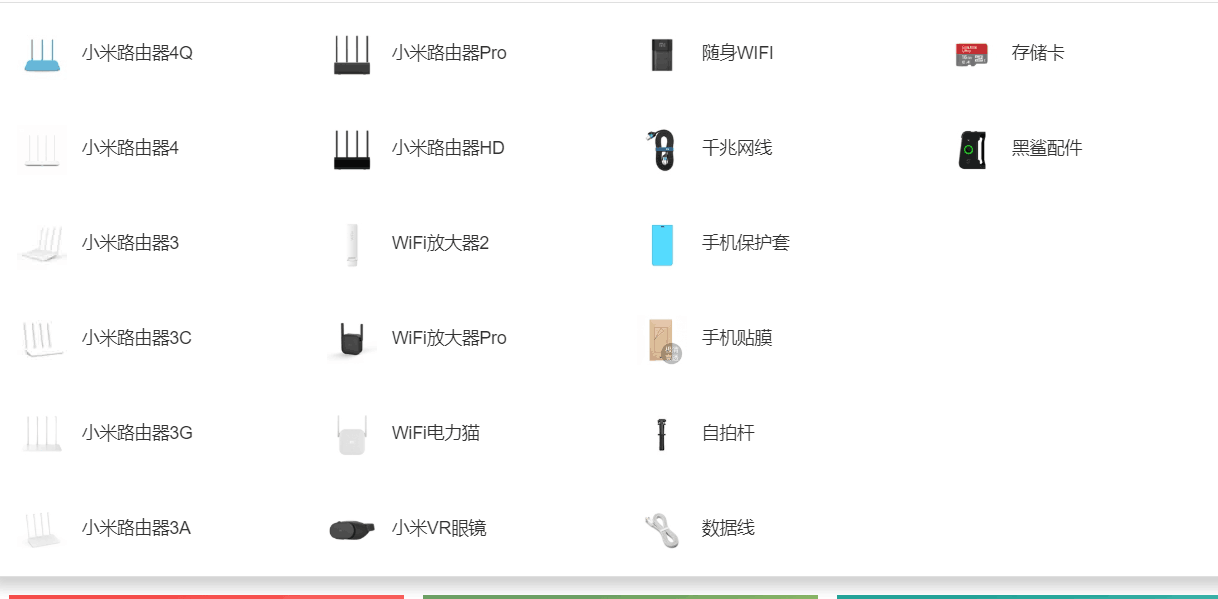 小米路由器4Q
小米路由器4
小米路由器3
小米路由器3C
小米路由器3G
小米路由器3A
小米路由器Pro
小米路由器HD
WiFi放大器2
WiFi放大器Pro
WiFi电力猫
小米VR眼镜
随身WIFI
千兆网线
手机保护套
手机贴膜
自拍杆
数据线
存储卡
黑鲨配件